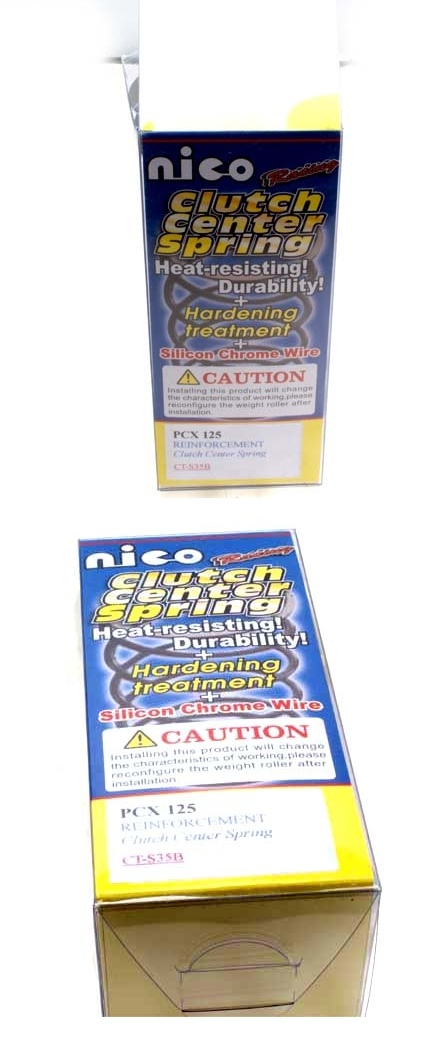 nico Racing
Clutch
Center
Spring
Heat-resisting!
Durability!
+
Hardening
treatment
+
Silicon Chrome Wire
CAUTION
Installing this product will change
the characteristics of working,please
reconfigure the weight roller after
installation.
PCX 125
REINFORCEMENT
Clutch Center Spring
CT-S35B
nico Racing
Clutch
Center
Spring
Heat-resisting!
Durability!
+
Hardening
treatment
+
Silicon Chrome Wire
CAUTION
Installing this product will change
the characteristics of working,please
reconfigure the weight roller after
installation.
PCX 125
REINFORCEMENT
Clutch Center Spring
CT-S35B